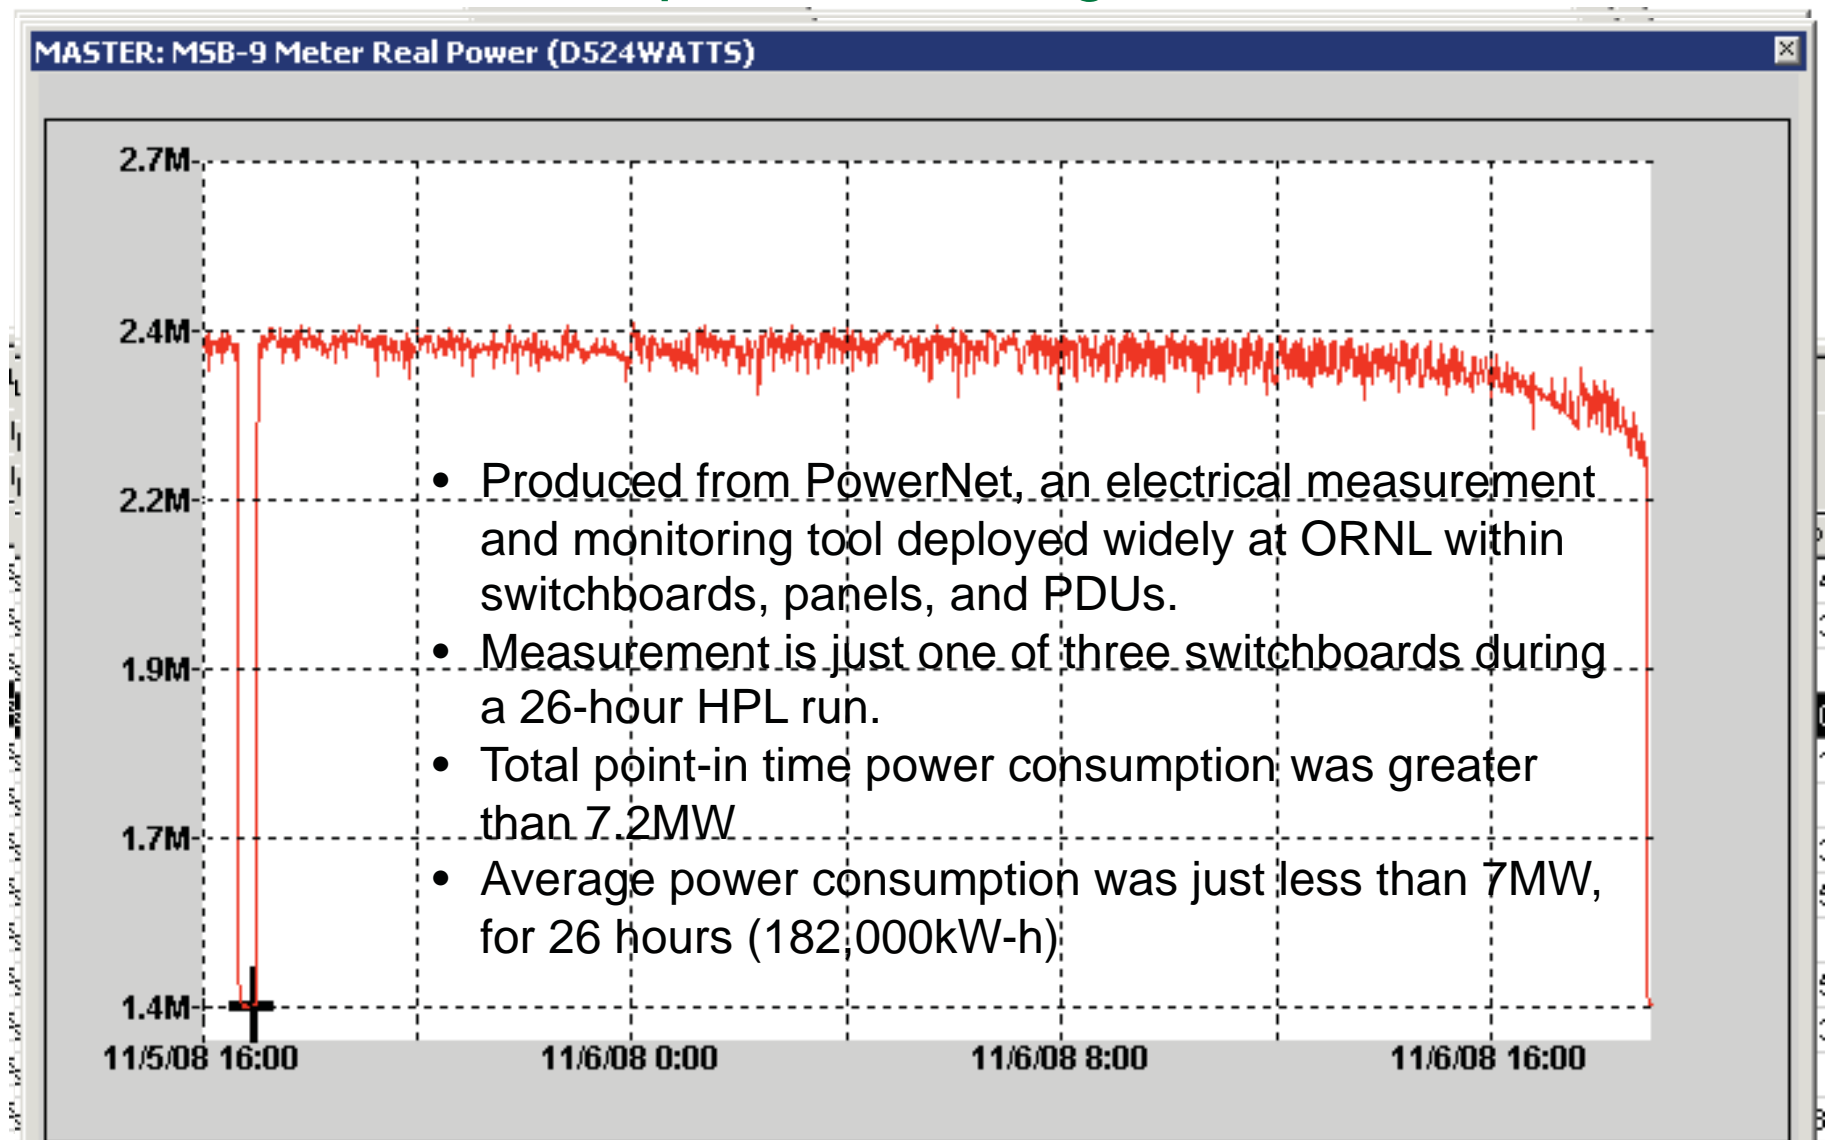 MASTER: MSB-9 Meter Real Power (D524WATTS)
2.7M
2.4M
2.2M
1.9M
1.7M
1.4M
• Produced from PowerNet, an electrical measurement
and monitoring tool deployed widely at ORNL within
switchboards, panels, and PDUs.
• Measurement is just one of three switchboards during
a 26-hour HPL run.
• Total point-in time power consumption was greater
than 7.2MW
• Average power consumption was just less than 7MW,
for 26 hours (182,000kW-h)
11/5/08 16:00
11/6/08 0:00
11/6/08 8:00
11/6/08 16:00